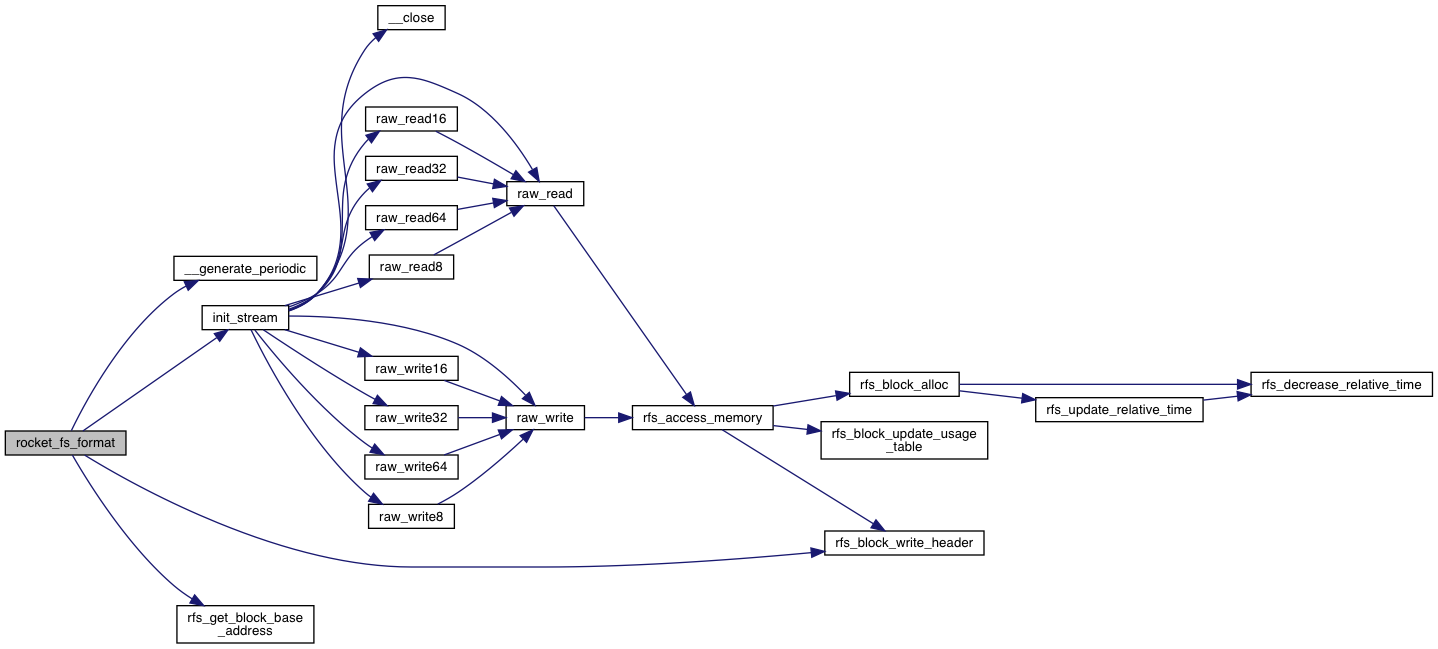 __close
raw_read16
raw_read32
raw_read
raw_read64
raw_read8
__generate_periodic
init_stream
raw_write16
rfs_block_alloc
rfs_decrease_relative_time
rfs_update_relative_time
raw_write32
raw_write
rfs_access_memory
rfs_block_update_usage
_table
rocket_fs_format
raw_write64
raw_write8
rfs_block_write_header
rfs_get_block_base
_address